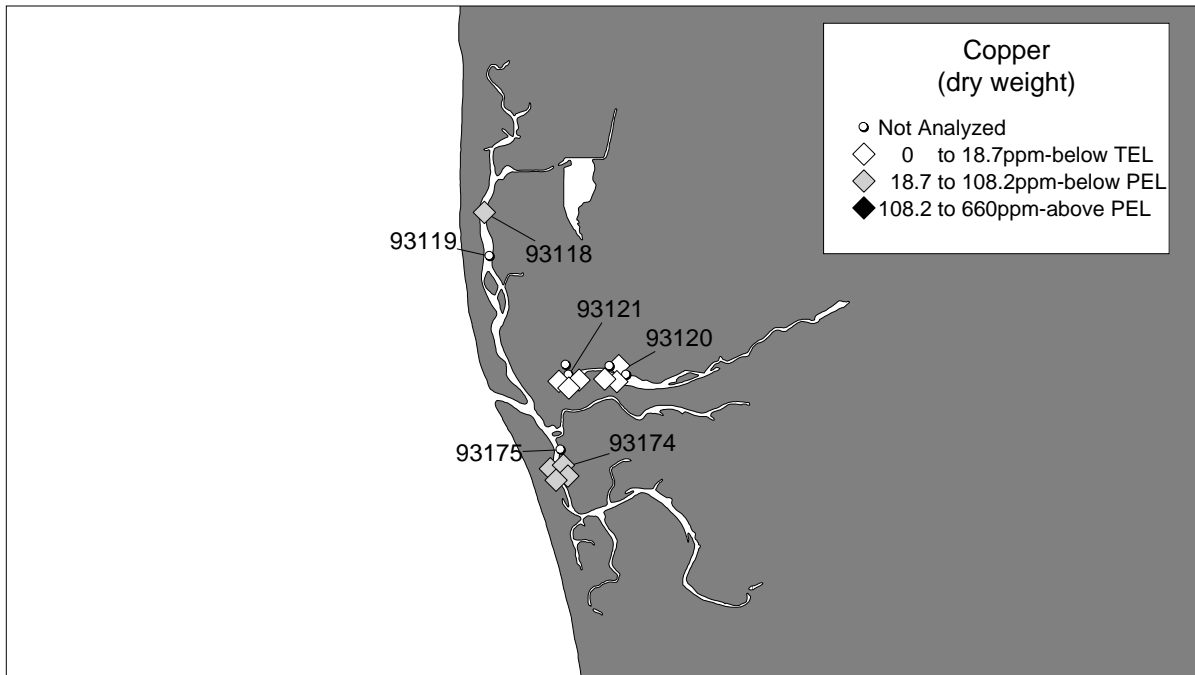 Copper
(dry weight)
Not Analyzed
0 to 18.7ppm-below TEL
18.7 to 108.2ppm-below PEL
108.2 to 660ppm-above PEL
93119
93118
93121
93120
93175
93174